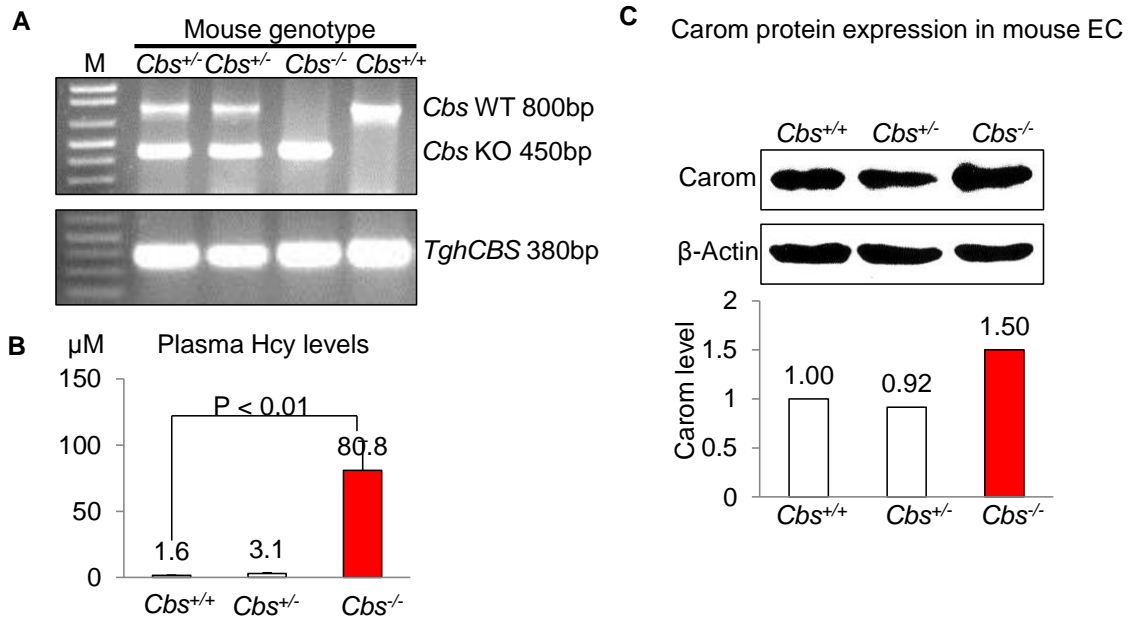 A
Mouse genotype
M
Cbs+/- Cbs+/- Cbs-/- Cbs+/+
Cbs WT 800bp
Cbs KO 450bp
TghCBS 380bp
B
µM
Plasma Hcy levels
150
100
50
0
P < 0.01
1.6
3.1
80.8
Cbs+/+ Cbs+/- Cbs-/-
C
Carom protein expression in mouse EC
Cbs+/+ Cbs+/- Cbs-/-
Carom
β-Actin
Carom level
2
1.5
1
0.5
0
1.00
0.92
1.50
Cbs+/+ Cbs+/- Cbs-/-